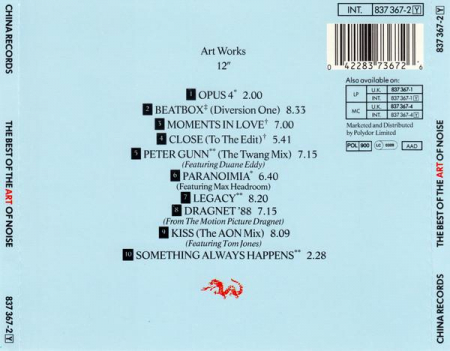 CHINA RECORDS
THE BEST OF THE ART OF NOISE
837 367-2 Y
Art Works
12"
1 OPUS 4* 2.00
2 BEATBOX‡ (Diversion One) 8.33
3 MOMENTS IN LOVE† 7.00
4 CLOSE (To The Edit)† 5.41
5 PETER GUNN** (The Twang Mix) 7.15
(Featuring Duane Eddy)
6 PARANOIMIA* 6.40
(Featuring Max Headroom)
7 LEGACY** 8.20
8 DRAGNET '88 7.15
(From The Motion Picture Dragnet)
9 KISS (The AON Mix) 8.09
(Featuring Tom Jones)
10 SOMETHING ALWAYS HAPPENS** 2.28
INT. 837 367-2 Y
0 42283 73672 6
Also available on:
LP U.K. 837 367-1
INT. 837 367-1 Y
MC U.K. 837 367-4
INT. 837 367-4 Y
Marketed and Distributed
by Polydor Limited
POL 900 AAD
837 367-2 Y
THE BEST OF THE ART OF NOISE
CHINA RECORDS